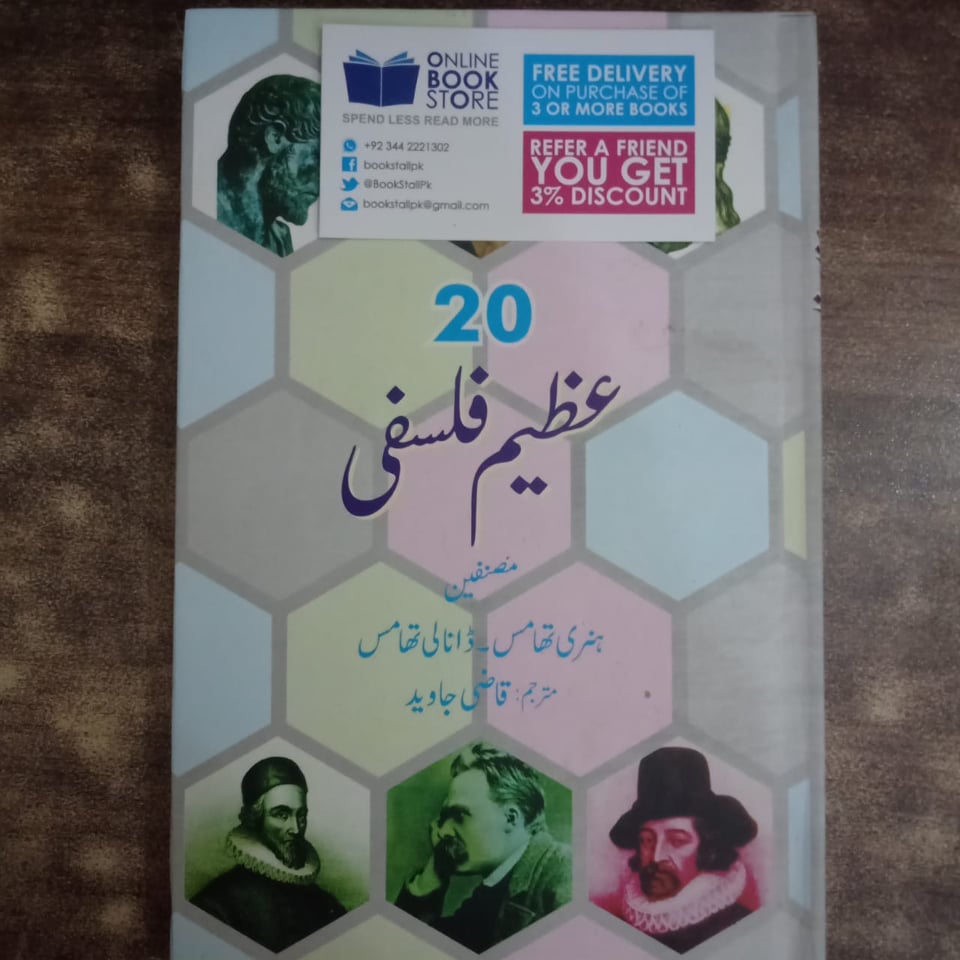 ONLINE
BOOK
STORE
SPEND LESS READ MORE
+92 344 2221302
bookstallpk
@BookStallPk
bookstallpk@gmail.com
FREE DELIVERY
ON PURCHASE OF
3 OR MORE BOOKS
REFER A FRIEND
YOU GET
3% DISCOUNT
20
عظیم فلسفی
مصنفین
ہنری تھامس۔ ڈانالی تھامس
مترجم: قاضی جاوید